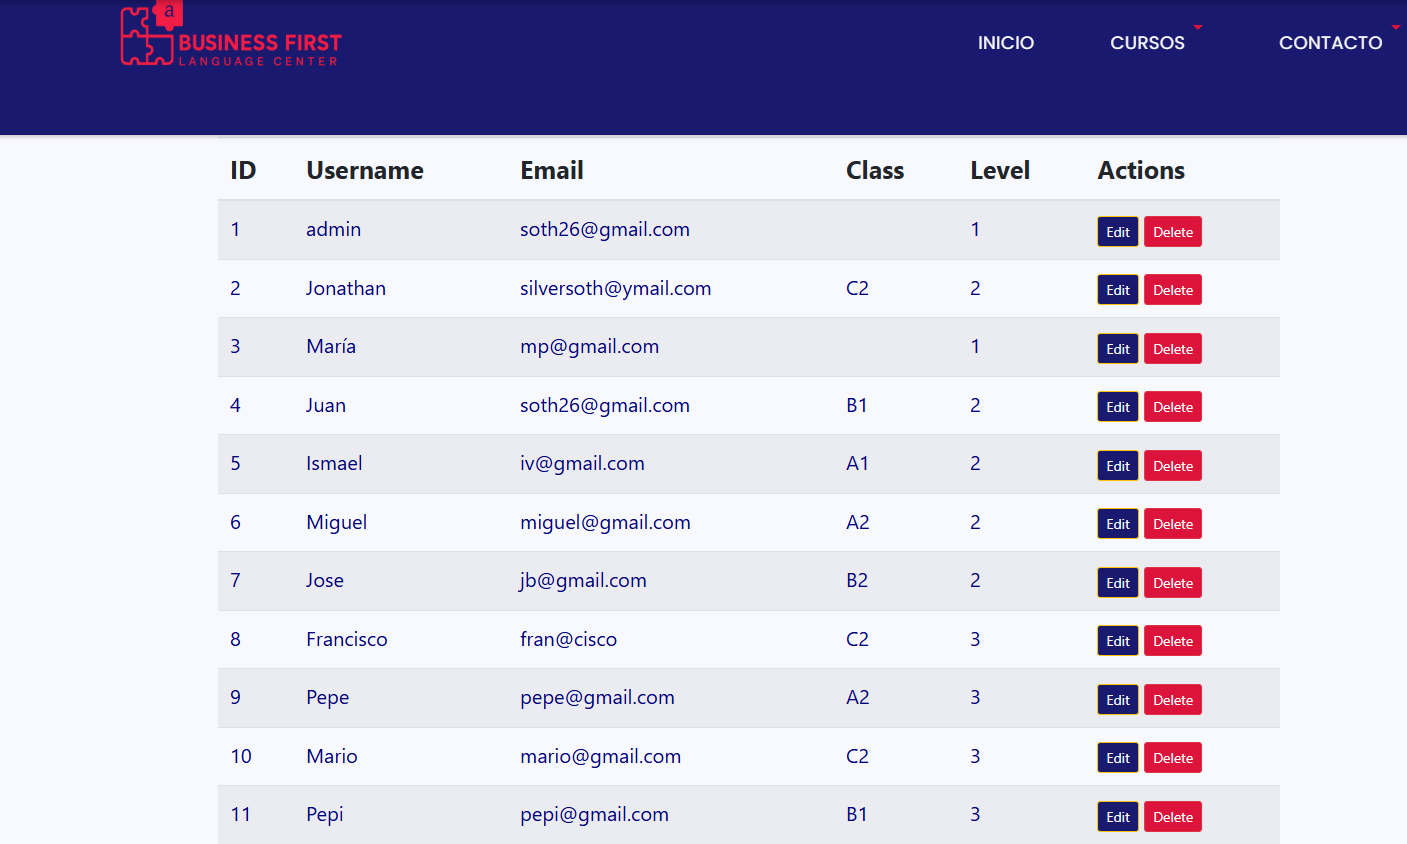 a
BUSINESS FIRST
LANGUAGE CENTER
INICIO CURSOS CONTACTO
ID Username Email Class Level Actions
1 admin soth26@gmail.com 1 Edit Delete
2 Jonathan silversoth@ymail.com C2 2 Edit Delete
3 María mp@gmail.com 1 Edit Delete
4 Juan soth26@gmail.com B1 2 Edit Delete
5 Ismael iv@gmail.com A1 2 Edit Delete
6 Miguel miguel@gmail.com A2 2 Edit Delete
7 Jose jb@gmail.com B2 2 Edit Delete
8 Francisco fran@cisco C2 3 Edit Delete
9 Pepe pepe@gmail.com A2 3 Edit Delete
10 Mario mario@gmail.com C2 3 Edit Delete
11 Pepi pepi@gmail.com B1 3 Edit Delete